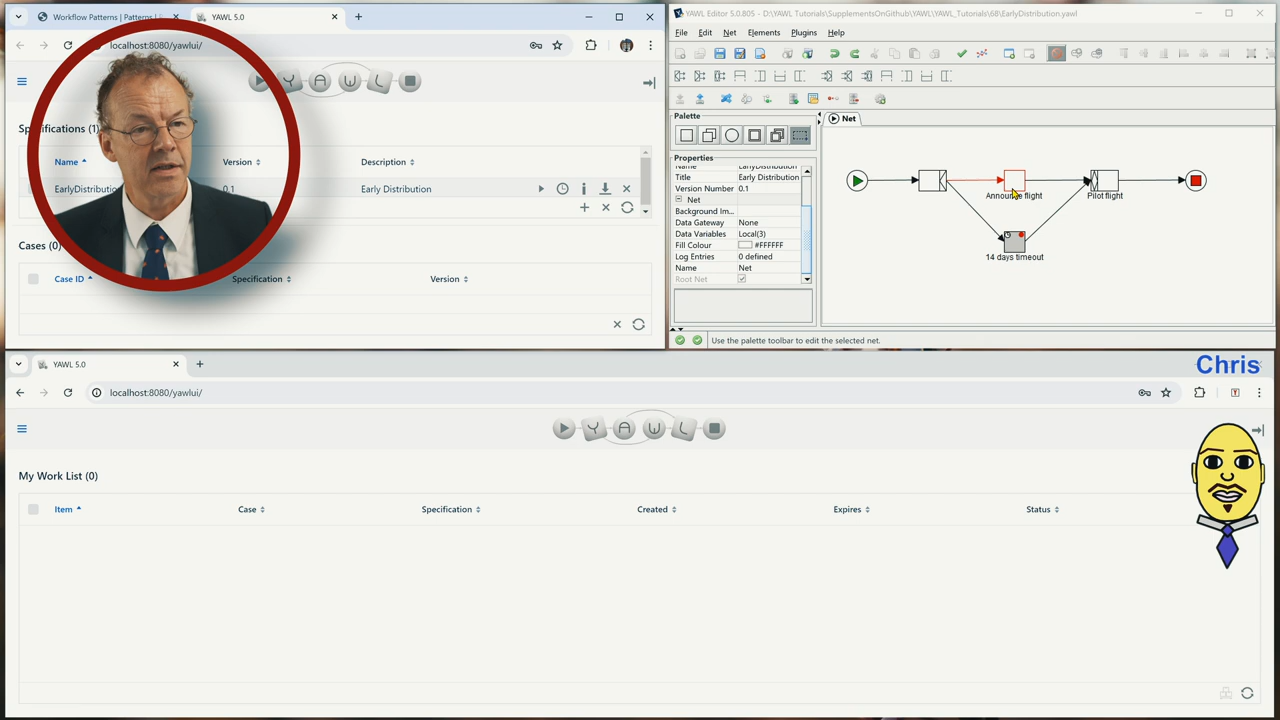 Workflow Patterns | Patterns |
YAWL 5.0
localhost:8080/yawlui/
Y A W L
Specifications (1)
Name
Version
Description
EarlyDistributio
0.1
Early Distribution
Cases (0)
Case ID
Specification
Version
YAWL Editor 5.0.805 - D:\YAWL Tutorials\SupplementsOnGithub\YAWL\YAWL_Tutorials\68\EarlyDistribution.yawl
File Edit Net Elements Plugins Help
Palette
Properties
Name EarlyDistribution
Title Early Distribution
Version Number 0.1
Net
Background Im...
Data Gateway None
Data Variables Local(3)
Fill Colour #FFFFFF
Log Entries 0 defined
Name Net
Root Net
Net
Announce flight
Pilot flight
14 days timeout
Use the palette toolbar to edit the selected net.
YAWL 5.0
Chris
localhost:8080/yawlui/
Y A W L
My Work List (0)
Item Case Specification Created Expires Status